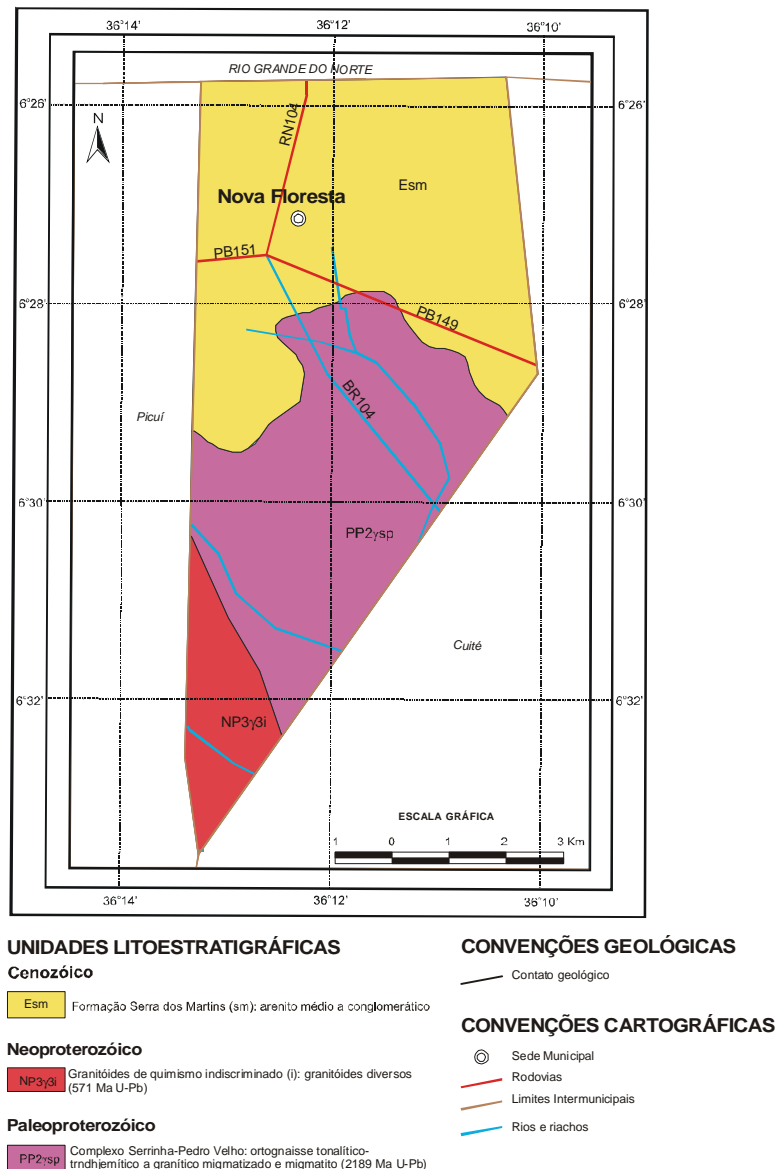 36°14' 36°12' 36°10'
RIO GRANDE DO NORTE
6°26' 6°26'
N
RN104
Esm
Nova Floresta
PB151
6°28' 6°28'
PB149
BR104
Picuí
6°30' 6°30'
PP2γsp
Cuité
6°32' 6°32'
NP3γ3i
ESCALA GRÁFICA
1 0 1 2 3 Km
36°14' 36°12' 36°10'
UNIDADES LITOESTRATIGRÁFICAS
Cenozóico
Esm Formação Serra dos Martins (sm): arenito médio a conglomerático
Neoproterozóico
NP3γ3i Granitóides de quimismo indiscriminado (i): granitóides diversos
(571 Ma U-Pb)
Paleoproterozóico
PP2γsp Complexo Serrinha-Pedro Velho: ortognaisse tonalítico-
trndhjemítico a granítico migmatizado e migmatito (2189 Ma U-Pb)
CONVENÇÕES GEOLÓGICAS
Contato geológico
CONVENÇÕES CARTOGRÁFICAS
Sede Municipal
Rodovias
Limites Intermunicipais
Rios e riachos